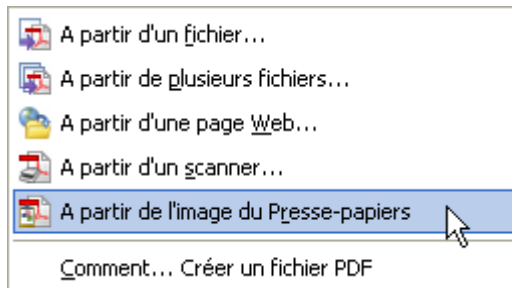 A partir d'un fichier...
A partir de plusieurs fichiers...
A partir d'une page Web...
A partir d'un scanner...
A partir de l'image du Presse-papiers
Comment... Créer un fichier PDF